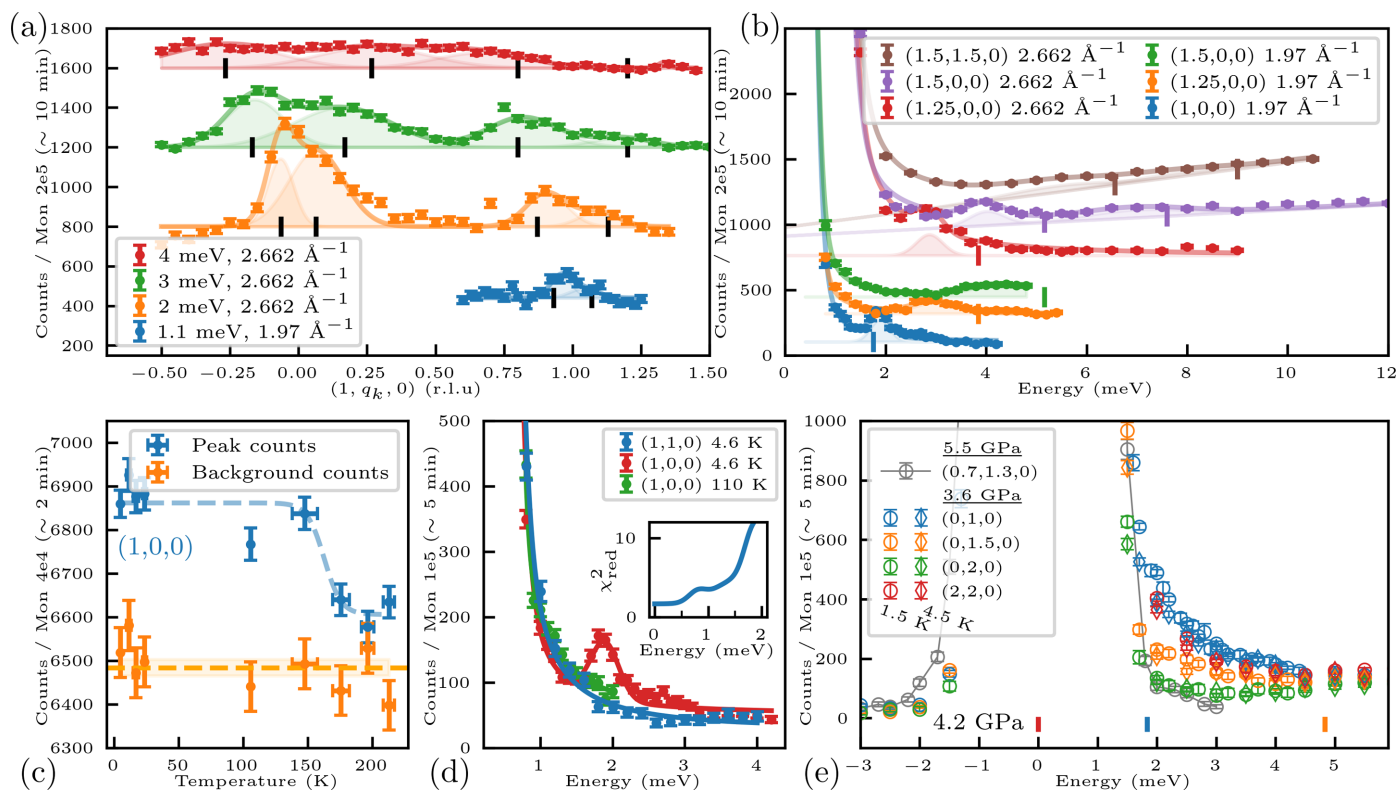 (a)
Counts / Mon 2e5 (~ 10 min)
1800
1600
1400
1200
1000
800
600
400
200
4 meV, 2.662 Å⁻¹
3 meV, 2.662 Å⁻¹
2 meV, 2.662 Å⁻¹
1.1 meV, 1.97 Å⁻¹
−0.50 −0.25 0.00 0.25 0.50 0.75 1.00 1.25 1.50
(1, qₖ, 0) (r.l.u)
(b)
Counts / Mon 2e5 (~ 10 min)
2000
1500
1000
500
0
(1.5,1.5,0) 2.662 Å⁻¹
(1.5,0,0) 2.662 Å⁻¹
(1.25,0,0) 2.662 Å⁻¹
(1.5,0,0) 1.97 Å⁻¹
(1.25,0,0) 1.97 Å⁻¹
(1,0,0) 1.97 Å⁻¹
2 4 6 8 10 12
Energy (meV)
(c)
Counts / Mon 4e4 (~ 2 min)
7000
6900
6800
6700
6600
6500
6400
6300
Peak counts
Background counts
(1,0,0)
0 50 100 150 200
Temperature (K)
(d)
Counts / Mon 1e5 (~ 5 min)
500
400
300
200
100
0
(1,1,0) 4.6 K
(1,0,0) 4.6 K
(1,0,0) 110 K
χ²red
10
0
0 1 2
1 2 3 4
Energy (meV)
(e)
Counts / Mon 1e5 (~ 5 min)
1000
800
600
400
200
0
5.5 GPa
(0.7,1.3,0)
3.6 GPa
(0,1,0)
(0,1.5,0)
(0,2,0)
(2,2,0)
1.5 K 4.5 K
4.2 GPa
−3 −2 −1 0 1 2 3 4 5
Energy (meV)